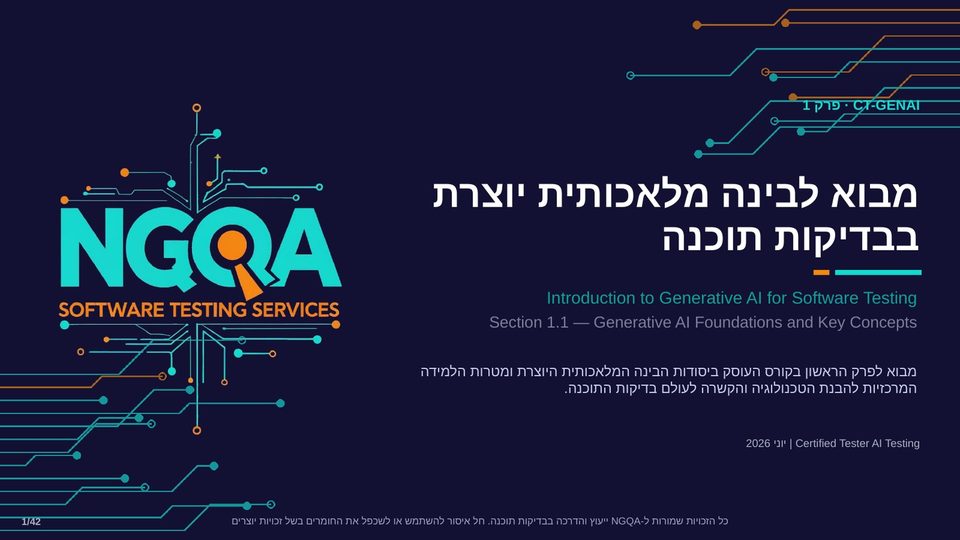 CT-GENAI · פרק 1
מבוא לבינה מלאכותית יוצרת
בבדיקות תוכנה
Introduction to Generative AI for Software Testing
Section 1.1 — Generative AI Foundations and Key Concepts
מבוא לפרק הראשון בקורס העוסק ביסודות הבינה המלאכותית היוצרת ומטרות הלמידה
המרכזיות להבנת הטכנולוגיה והקשרה לעולם בדיקות התוכנה.
Certified Tester AI Testing | יוני 2026
NGQA
SOFTWARE TESTING SERVICES
כל הזכויות שמורות ל-NGQA ייעוץ והדרכה בבדיקות תוכנה. חל איסור להשתמש או לשכפל את החומרים בשל זכויות יוצרים
1/42